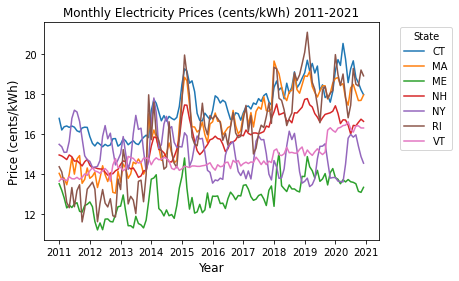 Monthly Electricity Prices (cents/kWh) 2011-2021
Price (cents/kWh)
20
18
16
14
12
2011 2012 2013 2014 2015 2016 2017 2018 2019 2020 2021
Year
State
CT
MA
ME
NH
NY
RI
VT